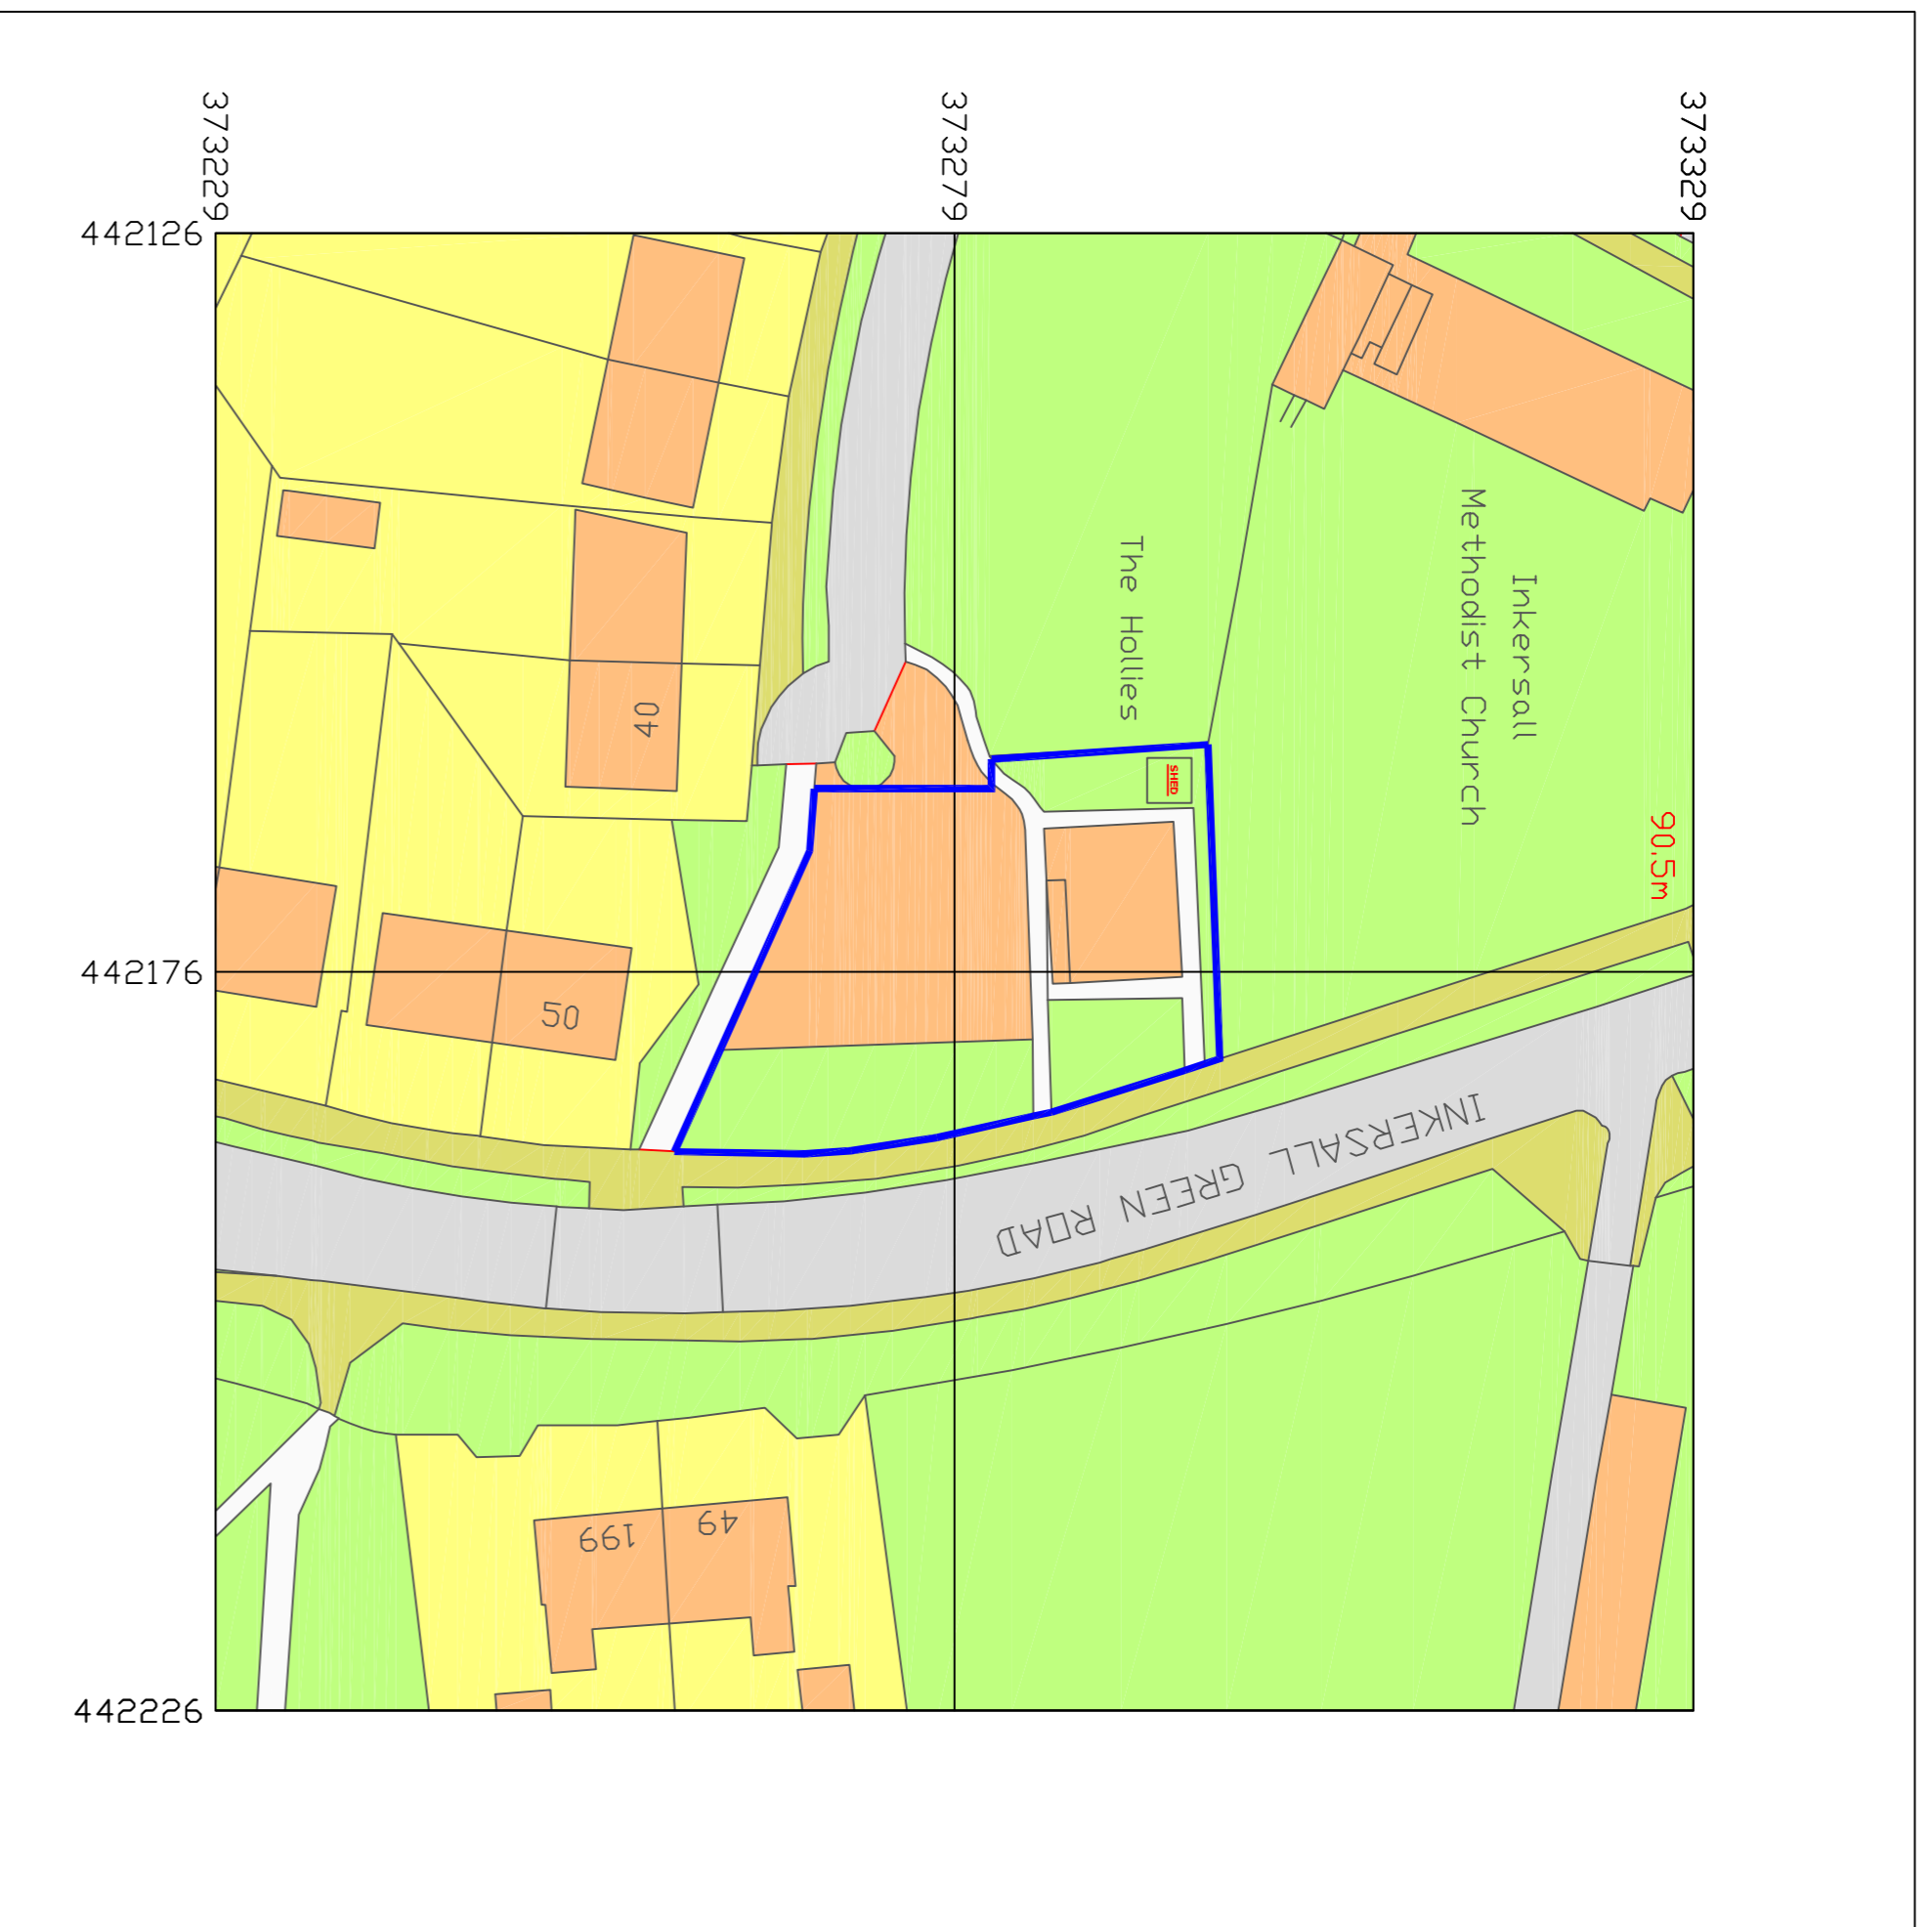 373229
373279
373329
442126
442176
442226
Inkersall
Methodist Church
The Hollies
SHED
90.5m
40
50
INKERSALL GREEN ROAD
199
49